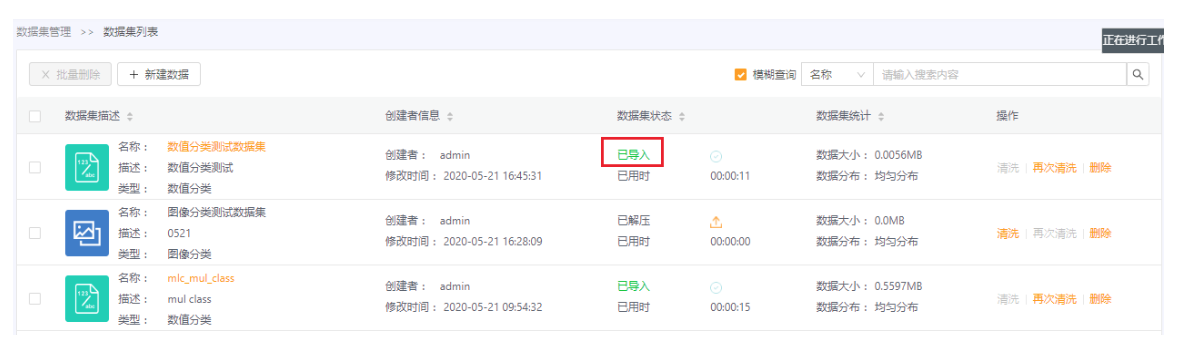 数据集管理 >> 数据集列表
正在进行工
× 批量删除 + 新建数据 模糊查询 名称 请输入搜索内容
数据集描述 创建者信息 数据集状态 数据集统计 操作
名称： 数值分类测试数据集
描述： 数值分类测试
类型： 数值分类
创建者： admin
修改时间： 2020-05-21 16:45:31
已导入
已用时 00:00:11
数据大小： 0.0056MB
数据分布： 均匀分布
清洗 | 再次清洗 | 删除
名称： 图像分类测试数据集
描述： 0521
类型： 图像分类
创建者： admin
修改时间： 2020-05-21 16:28:09
已解压
已用时 00:00:00
数据大小： 0.0MB
数据分布： 均匀分布
清洗 | 再次清洗 | 删除
名称： mlc_mul_class
描述： mul class
类型： 数值分类
创建者： admin
修改时间： 2020-05-21 09:54:32
已导入
已用时 00:00:15
数据大小： 0.5597MB
数据分布： 均匀分布
清洗 | 再次清洗 | 删除